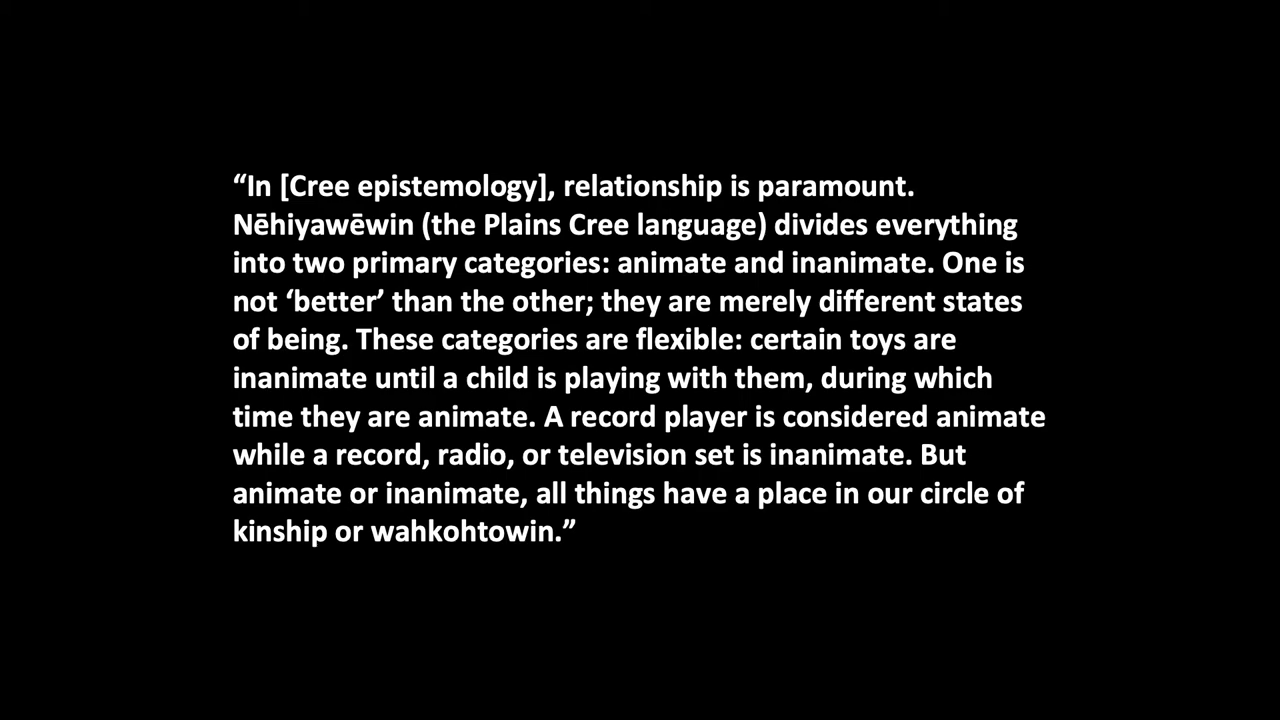 “In [Cree epistemology], relationship is paramount.
Nēhiyawēwin (the Plains Cree language) divides everything
into two primary categories: animate and inanimate. One is
not ‘better’ than the other; they are merely different states
of being. These categories are flexible: certain toys are
inanimate until a child is playing with them, during which
time they are animate. A record player is considered animate
while a record, radio, or television set is inanimate. But
animate or inanimate, all things have a place in our circle of
kinship or wahkohtowin.”